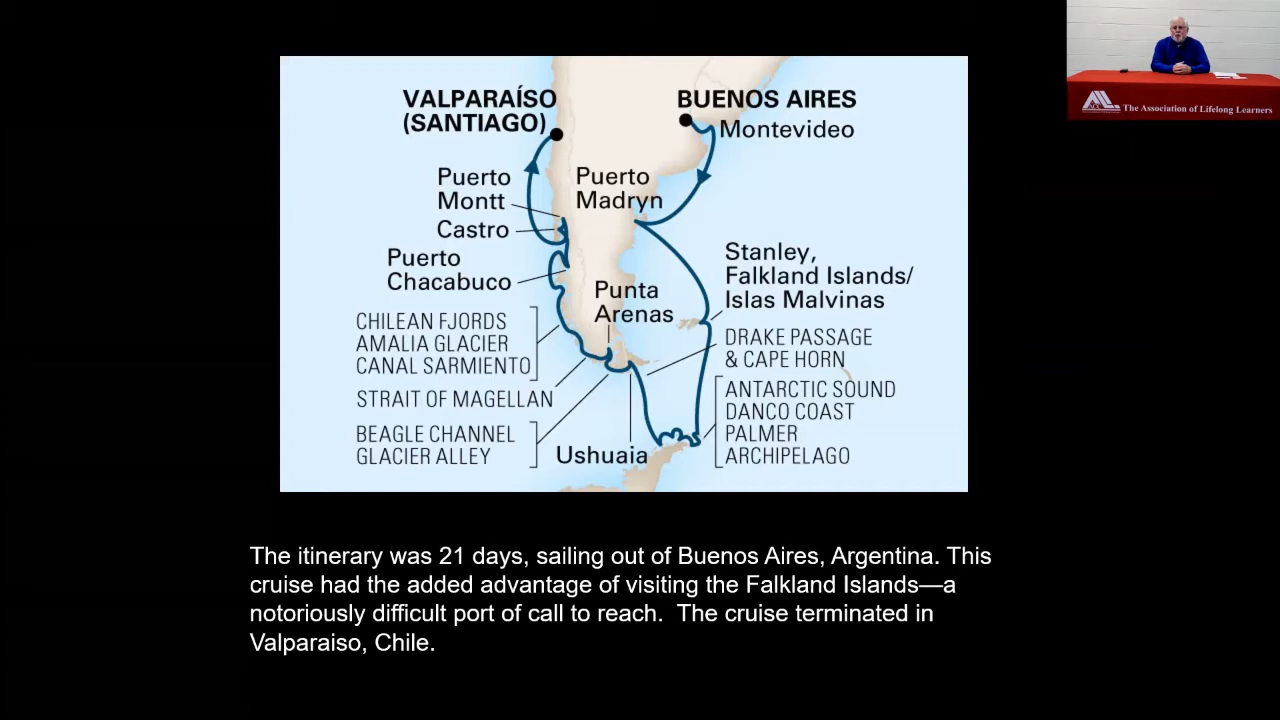 VALPARAÍSO
(SANTIAGO)
BUENOS AIRES
Montevideo
Puerto
Montt
Puerto
Madryn
Castro
Puerto
Chacabuco
Stanley,
Falkland Islands/
Islas Malvinas
Punta
Arenas
CHILEAN FJORDS
AMALIA GLACIER
CANAL SARMIENTO
DRAKE PASSAGE
& CAPE HORN
STRAIT OF MAGELLAN
ANTARCTIC SOUND
DANCO COAST
PALMER
ARCHIPELAGO
BEAGLE CHANNEL
GLACIER ALLEY
Ushuaia
The Association of Lifelong Learners
The itinerary was 21 days, sailing out of Buenos Aires, Argentina. This
cruise had the added advantage of visiting the Falkland Islands—a
notoriously difficult port of call to reach.  The cruise terminated in
Valparaiso, Chile.